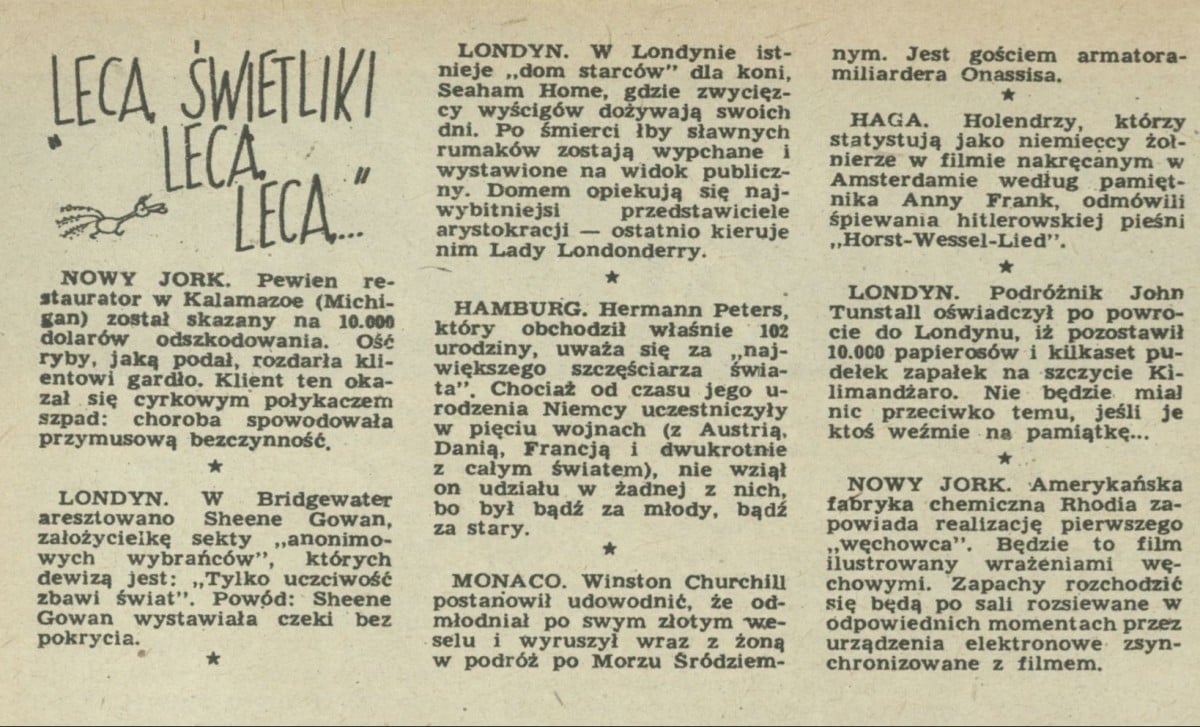 LECĄ ŚWIETLIKI
" LECĄ,
LECĄ..."
NOWY JORK. Pewien re-
staurator w Kalamazoe (Michi-
gan) został skazany na 10.000
dolarów odszkodowania. Ość
ryby, jaką podał, rozdarła kli-
entowi gardło. Klient ten oka-
zał się cyrkowym połykaczem
szpad: choroba spowodowała
przymusową bezczynność.
★
LONDYN. W Bridgewater
aresztowano Sheene Gowan,
założycielkę sekty „anonimo-
wych wybrańców”, których
dewizą jest: „Tylko uczciwość
zbawi świat”. Powód: Sheene
Gowan wystawiała czeki bez
pokrycia.
★
LONDYN. W Londynie ist-
nieje „dom starców” dla koni,
Seaham Home, gdzie zwycięz-
cy wyścigów dożywają swoich
dni. Po śmierci łby sławnych
rumaków zostają wypchane i
wystawione na widok publicz-
ny. Domem opiekują się naj-
wybitniejsi przedstawiciele
arystokracji — ostatnio kieruje
nim Lady Londonderry.
★
HAMBURG. Hermann Peters,
który obchodził właśnie 102
urodziny, uważa się za „naj-
większego szczęściarza świa-
ta”. Chociaż od czasu jego u-
rodzenia Niemcy uczestniczyły
w pięciu wojnach (z Austrią,
Danią, Francją i dwukrotnie
z całym światem), nie wziął
on udziału w żadnej z nich,
bo był bądź za młody, bądź
za stary.
★
MONACO. Winston Churchill
postanowił udowodnić, że od-
młodniał po swym złotym we-
selu i wyruszył wraz z żoną
w podróż po Morzu Śródziem-
nym. Jest gościem armatora-
miliardera Onassisa.
★
HAGA. Holendrzy, którzy
statystują jako niemieccy żoł-
nierze w filmie nakręcanym w
Amsterdamie według pamięt-
nika Anny Frank, odmówili
śpiewania hitlerowskiej pieśni
„Horst-Wessel-Lied”.
★
LONDYN. Podróżnik John
Tunstall oświadczył po powro-
cie do Londynu, iż pozostawił
10.000 papierosów i kilkaset pu-
dełek zapałek na szczycie Ki-
limandżaro. Nie będzie miał
nic przeciwko temu, jeśli je
ktoś weźmie na pamiątkę...
★
NOWY JORK. Amerykańska
fabryka chemiczna Rhodia za-
powiada realizację pierwszego
„węchowca”. Będzie to film
ilustrowany wrażeniami wę-
chowymi. Zapachy rozchodzić
się będą po sali rozsiewane w
odpowiednich momentach przez
urządzenia elektronowe zsyn-
chronizowane z filmem.